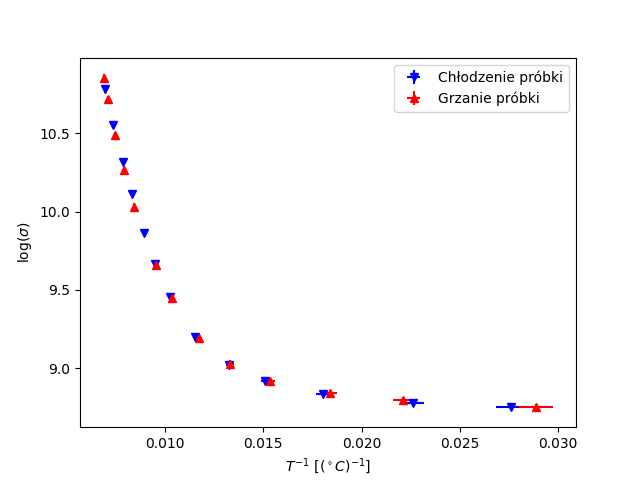 Chłodzenie próbki
Grzanie próbki
10.5
10.0
9.5
9.0
log(σ)
0.010 0.015 0.020 0.025 0.030
T⁻¹ [(°C)⁻¹]